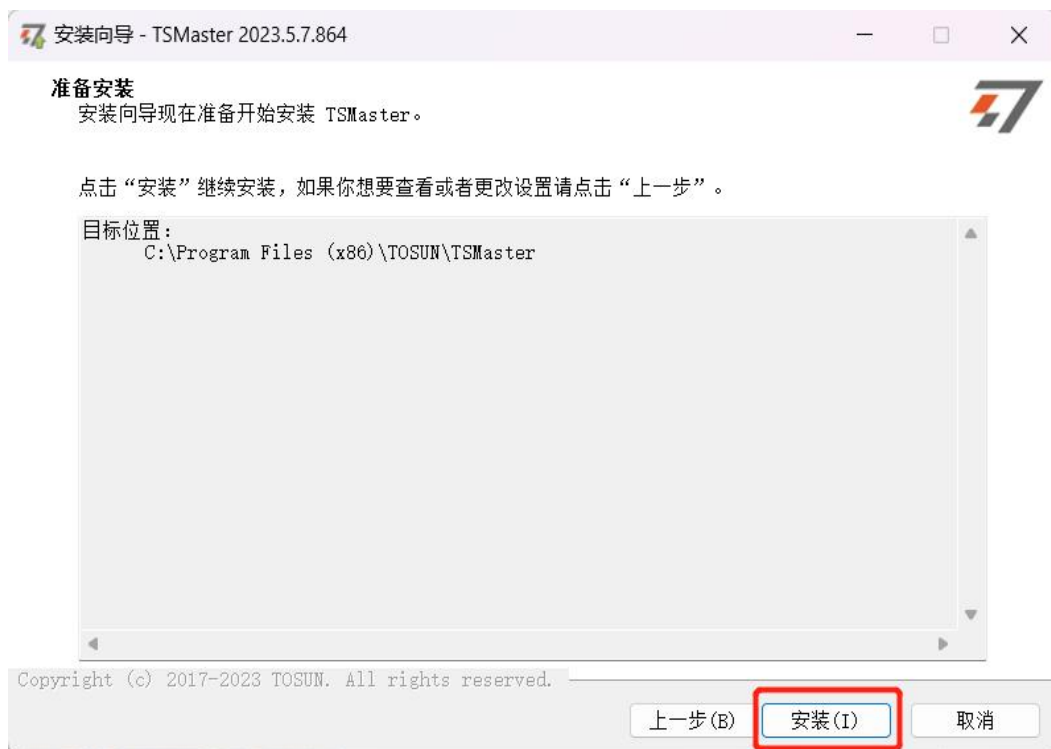 安装向导 - TSMaster 2023.5.7.864
准备安装
安装向导现在准备开始安装 TSMaster。
点击“安装”继续安装，如果你想要查看或者更改设置请点击“上一步”。
目标位置：
C:\Program Files (x86)\TOSUN\TSMaster
Copyright (c) 2017-2023 TOSUN. All rights reserved.
上一步(B) 安装(I) 取消